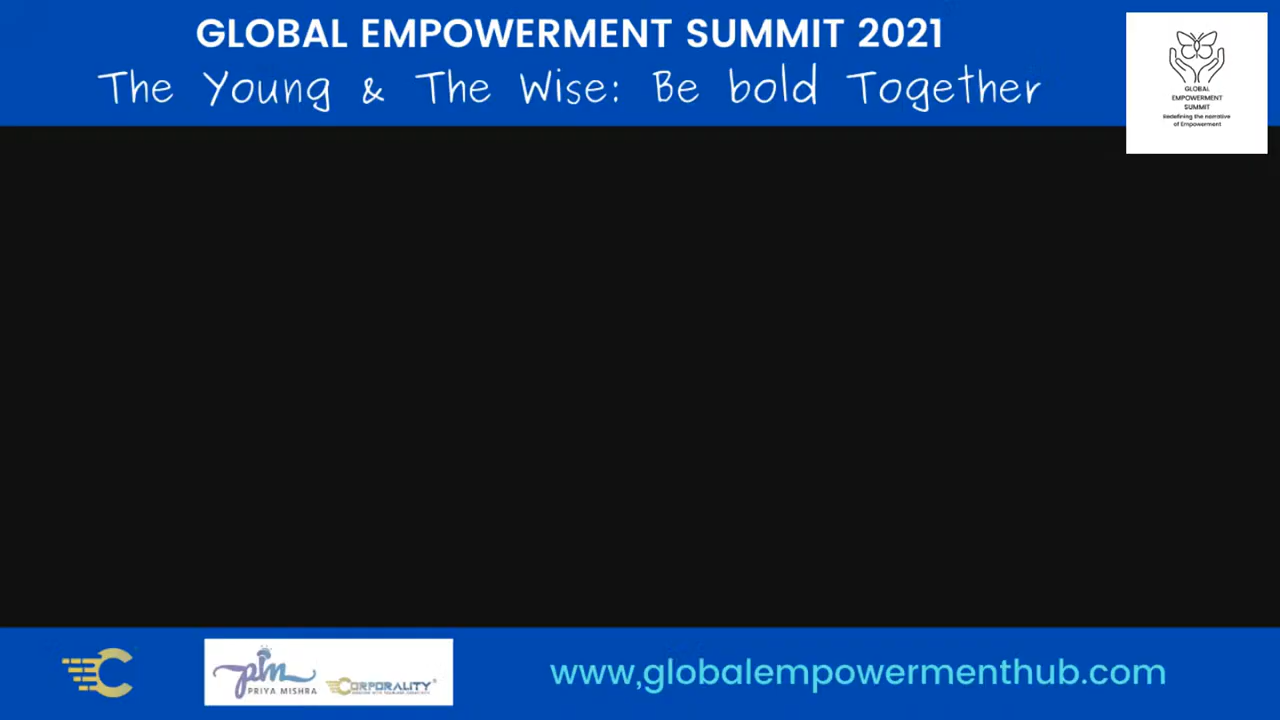 GLOBAL EMPOWERMENT SUMMIT 2021
The Young & The Wise: Be bold Together
GLOBAL
EMPOWERMENT
SUMMIT
Redefining the narrative
of Empowerment
pm
PRIYA MISHRA
CORPORALITY
www,globalempowermenthub.com